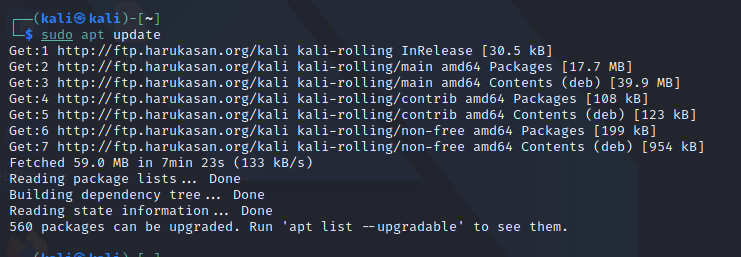 ┌──(kali㉿kali)-[~]
└─$ sudo apt update
Get:1 http://ftp.harukasan.org/kali kali-rolling InRelease [30.5 kB]
Get:2 http://ftp.harukasan.org/kali kali-rolling/main amd64 Packages [17.7 MB]
Get:3 http://ftp.harukasan.org/kali kali-rolling/main amd64 Contents (deb) [39.9 MB]
Get:4 http://ftp.harukasan.org/kali kali-rolling/contrib amd64 Packages [108 kB]
Get:5 http://ftp.harukasan.org/kali kali-rolling/contrib amd64 Contents (deb) [123 kB]
Get:6 http://ftp.harukasan.org/kali kali-rolling/non-free amd64 Packages [199 kB]
Get:7 http://ftp.harukasan.org/kali kali-rolling/non-free amd64 Contents (deb) [954 kB]
Fetched 59.0 MB in 7min 23s (133 kB/s)
Reading package lists... Done
Building dependency tree... Done
Reading state information... Done
560 packages can be upgraded. Run 'apt list --upgradable' to see them.
┌──(kali㉿kali)-[~]